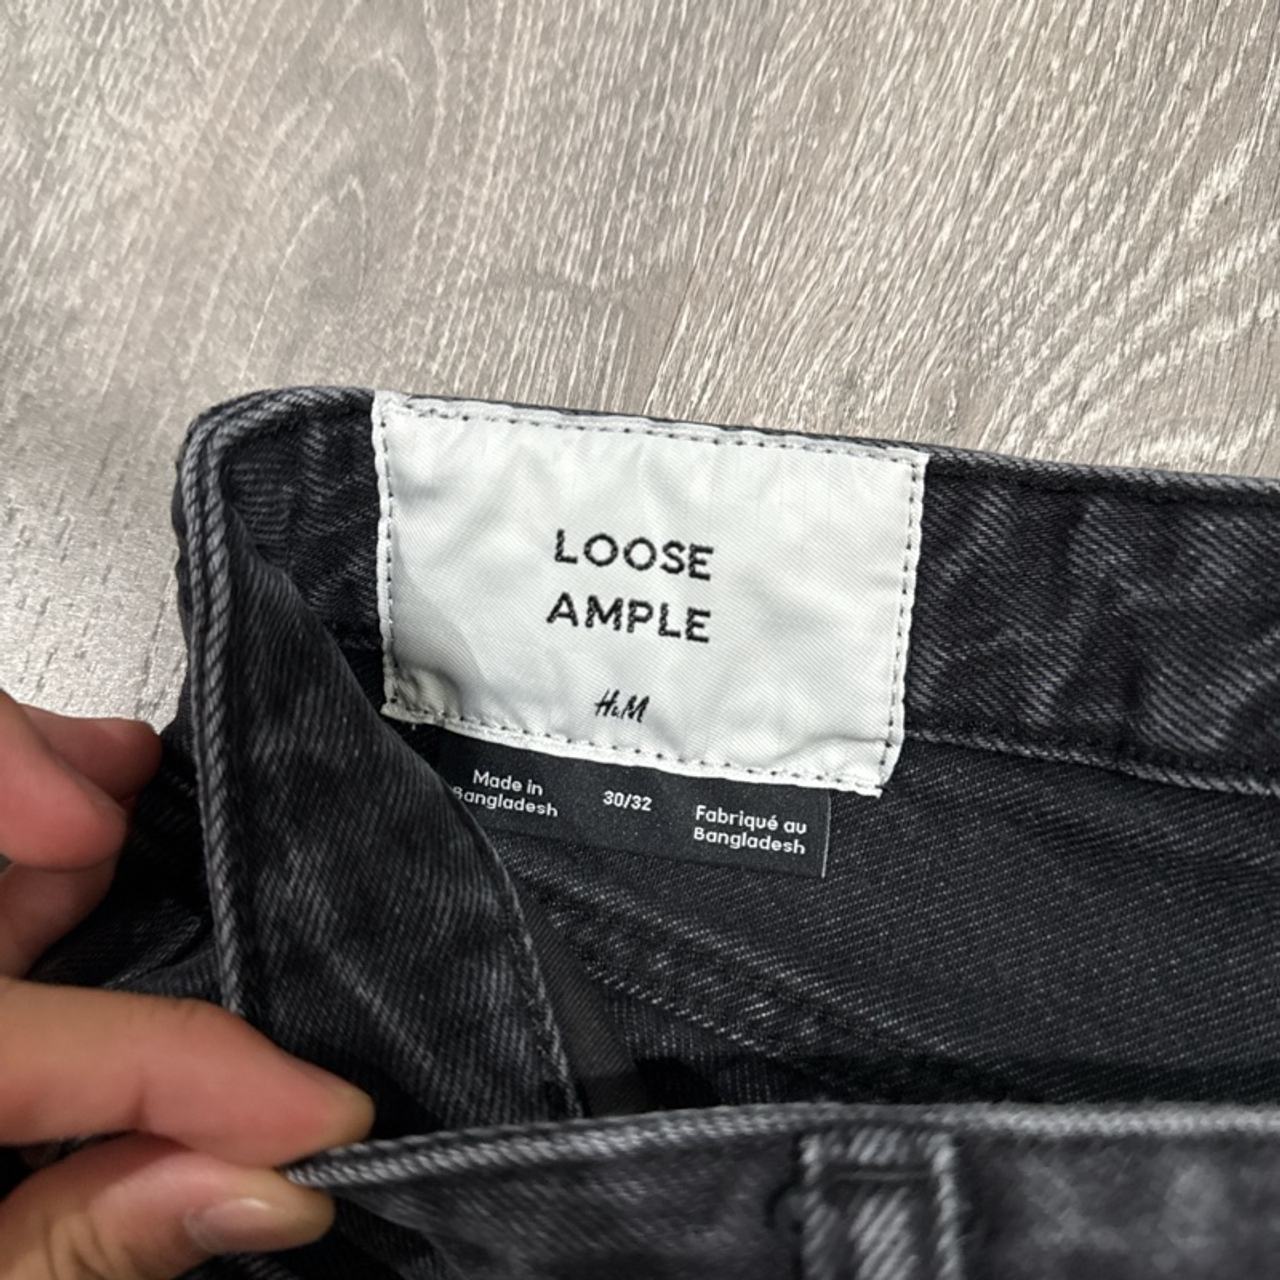 LOOSE
AMPLE
H&M
Made in
Bangladesh
30/32
Fabriqué au
Bangladesh